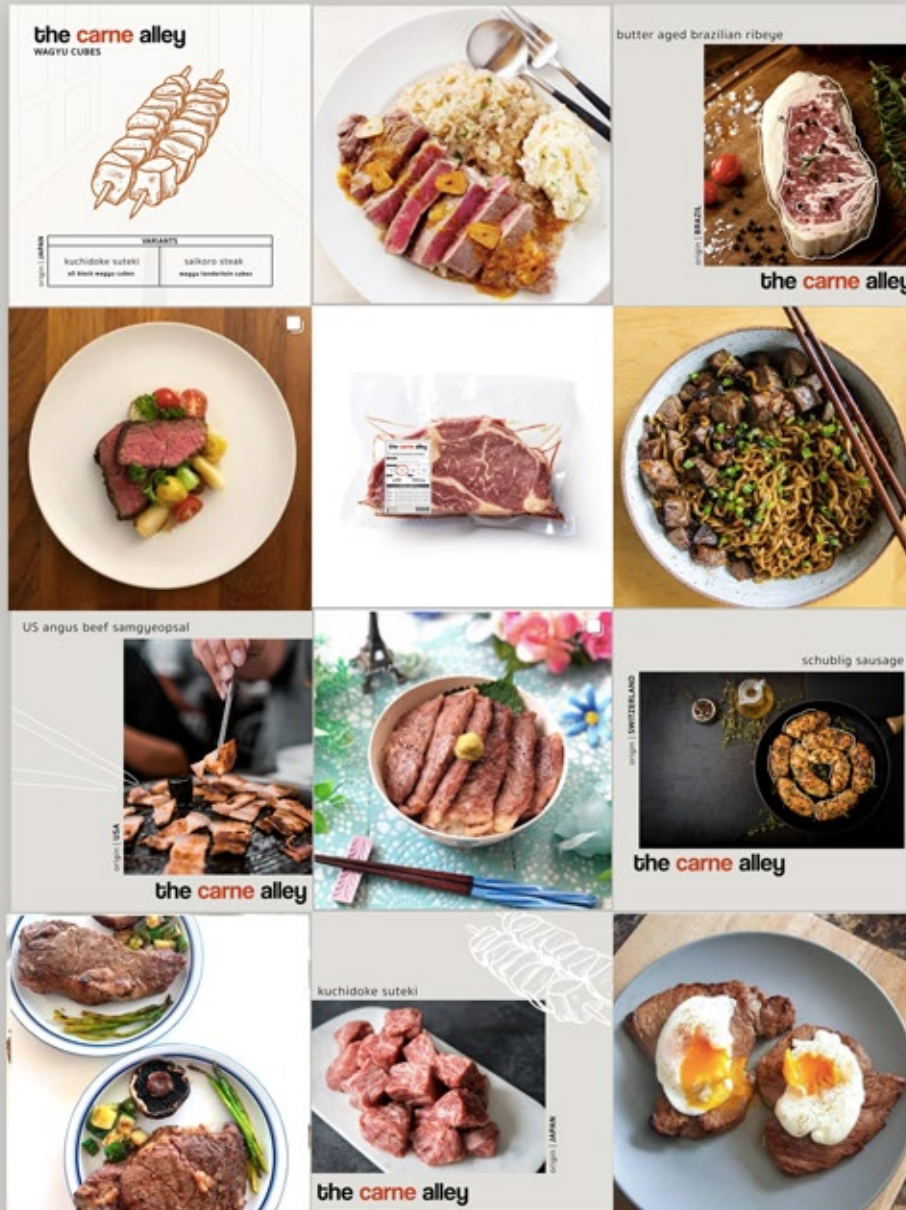 the carne alley
WAGYU CUBES
origin | JAPAN
VARIANTS
kuchidoke suteki
all black wagyu cubes
saikoro steak
wagyu tenderloin cubes
butter aged brazilian ribeye
origin | BRAZIL
the carne alley
the carne alley
US angus beef samgyeopsal
origin | USA
the carne alley
schublig sausage
origin | SWITZERLAND
the carne alley
kuchidoke suteki
origin | JAPAN
the carne alley